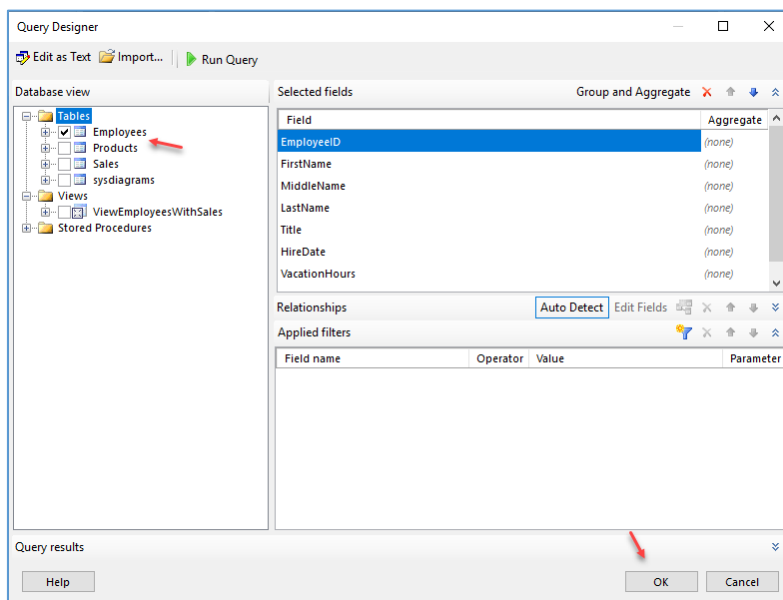 Query Designer
Edit as Text Import... Run Query
Database view
Selected fields Group and Aggregate
Tables
Employees
Products
Sales
sysdiagrams
Views
ViewEmployeesWithSales
Stored Procedures
Field Aggregate
EmployeeID (none)
FirstName (none)
MiddleName (none)
LastName (none)
Title (none)
HireDate (none)
VacationHours (none)
Relationships Auto Detect Edit Fields
Applied filters
Field name Operator Value Parameter
Query results
Help OK Cancel